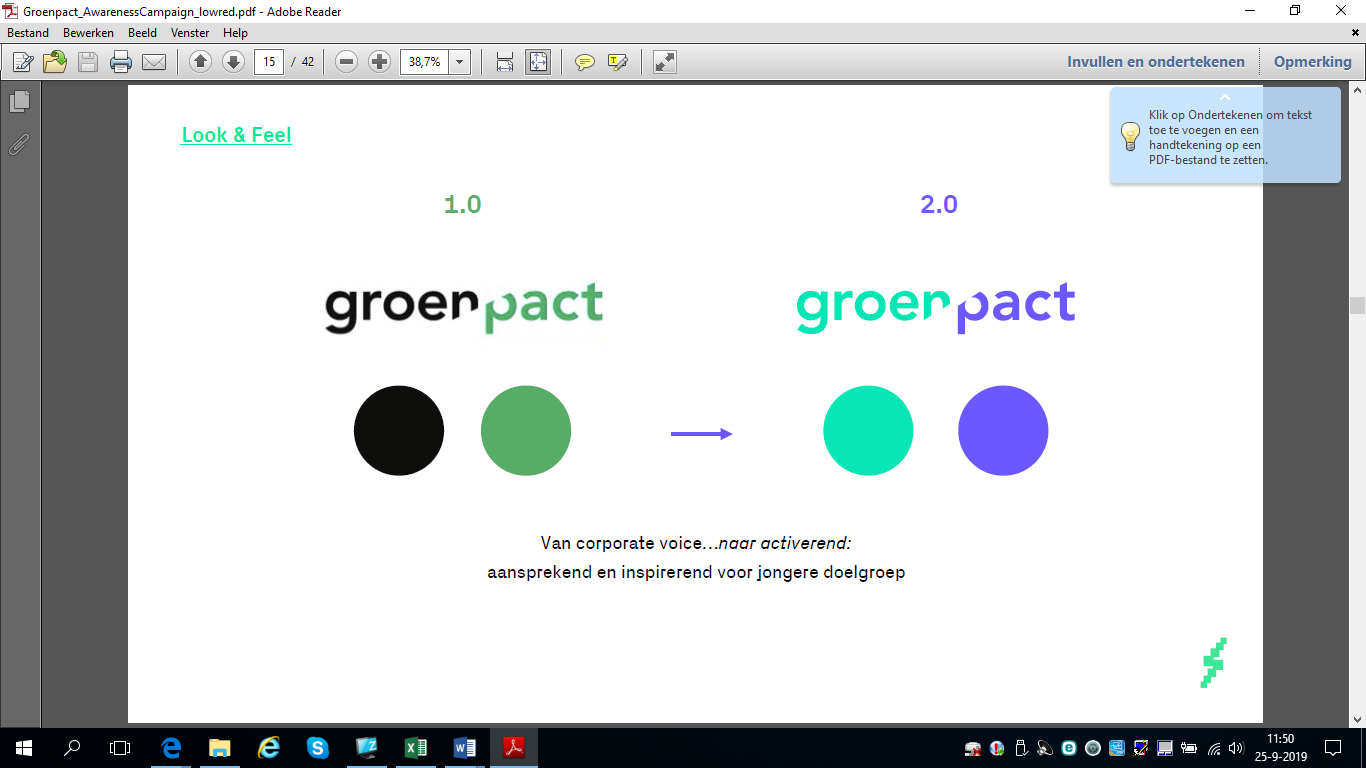 Groenpact_AwarenessCampaign_lowred.pdf - Adobe Reader
Bestand Bewerken Beeld Venster Help
15 / 42 38,7% Invullen en ondertekenen Opmerking
Klik op Ondertekenen om tekst
toe te voegen en een
handtekening op een
PDF-bestand te zetten.
Look & Feel
1.0 2.0
groenpact groenpact
Van corporate voice...naar activerend:
aansprekend en inspirerend voor jongere doelgroep
11:50
25-9-2019